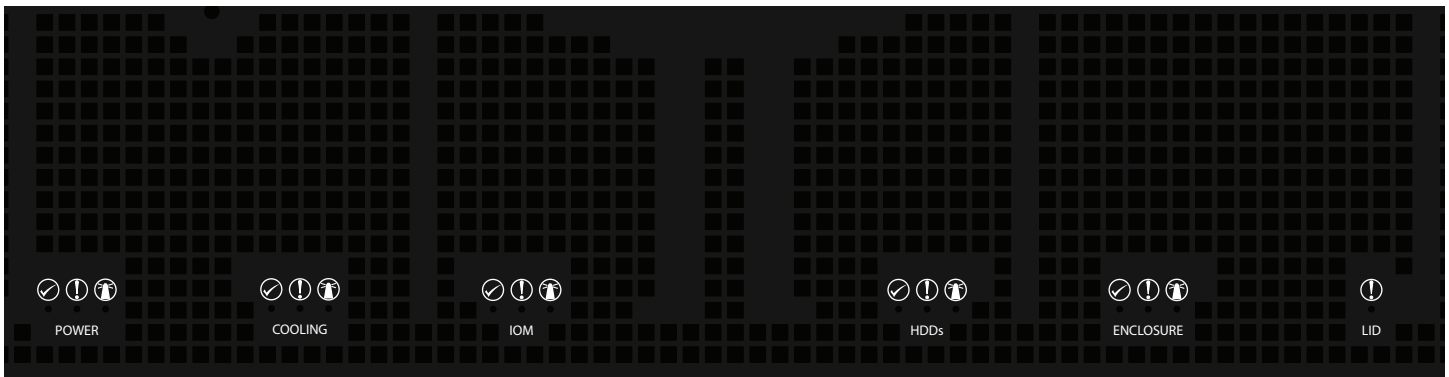 POWER
COOLING
IOM
HDDs
ENCLOSURE
LID